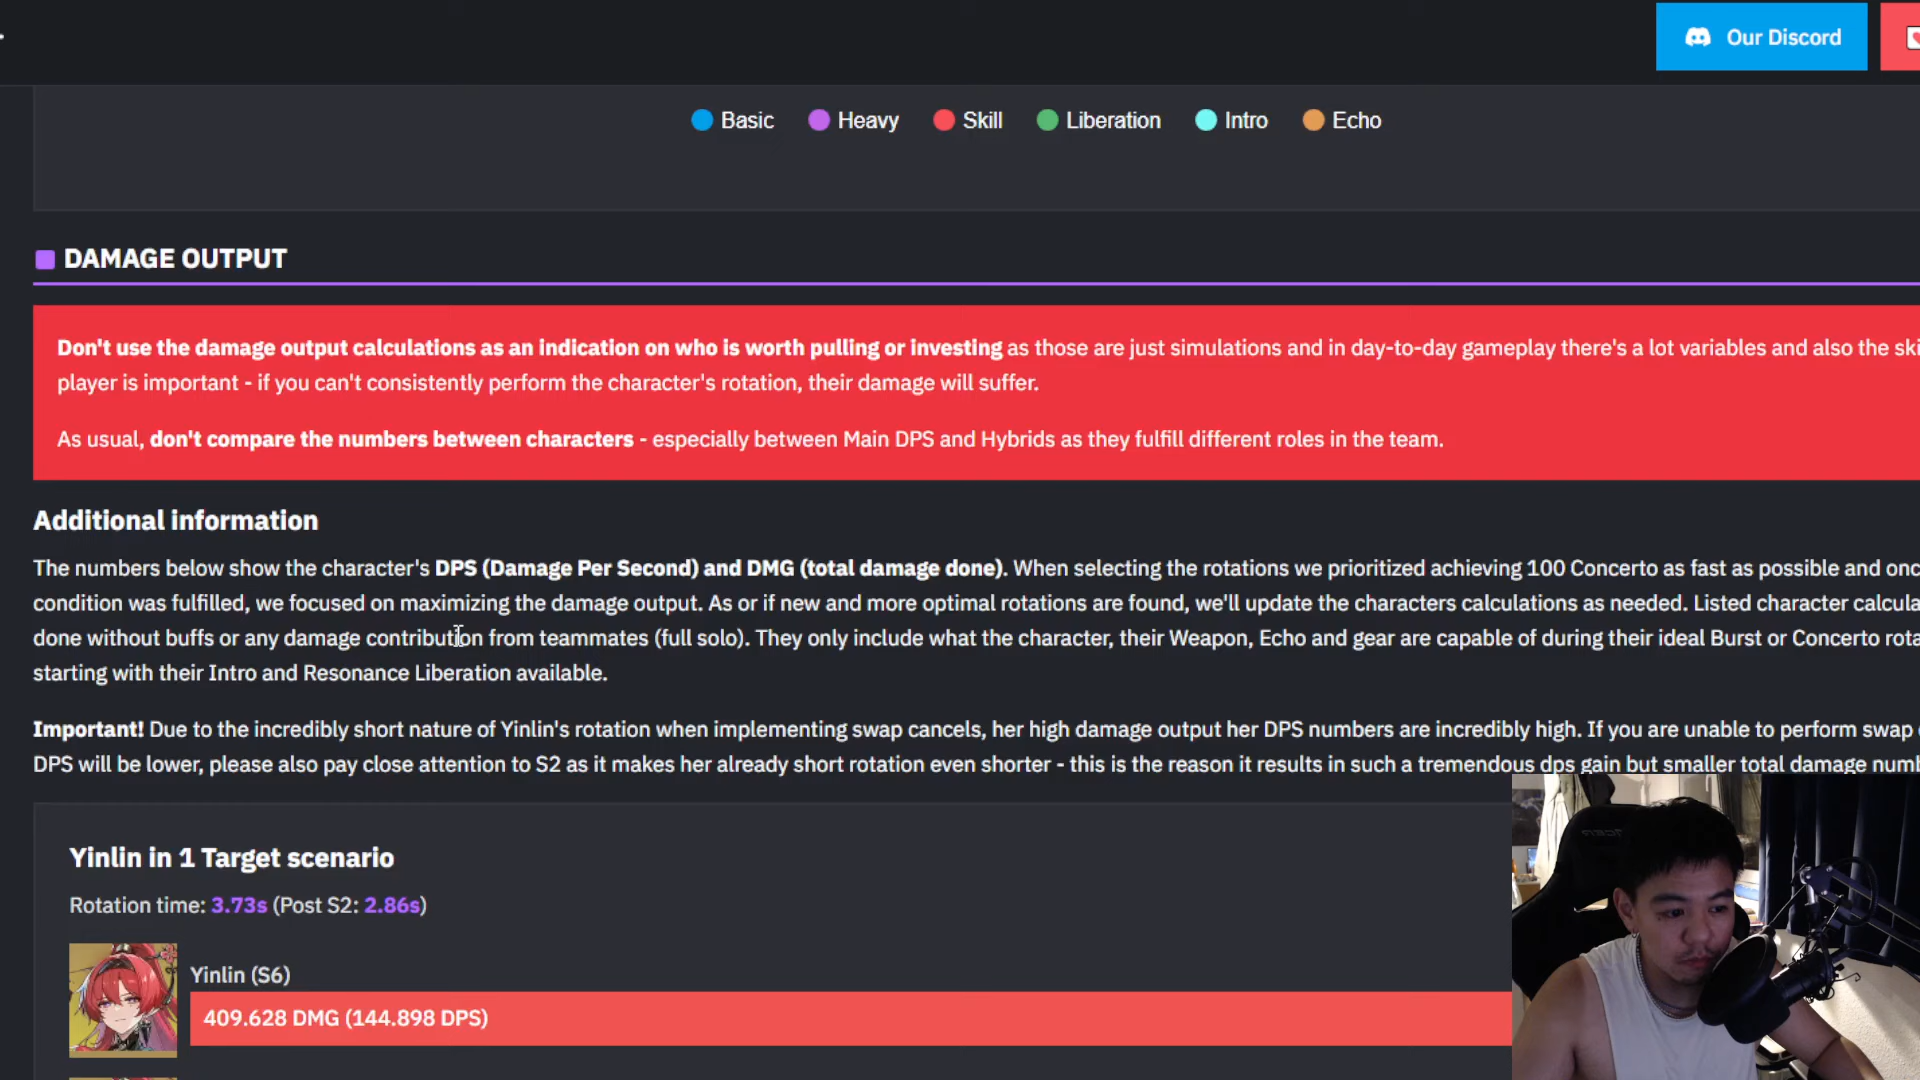 Our Discord
Basic Heavy Skill Liberation Intro Echo
DAMAGE OUTPUT
Don't use the damage output calculations as an indication on who is worth pulling or investing as those are just simulations and in day-to-day gameplay there's a lot variables and also the
player is important - if you can't consistently perform the character's rotation, their damage will suffer.
As usual, don't compare the numbers between characters - especially between Main DPS and Hybrids as they fulfill different roles in the team.
Additional information
The numbers below show the character's DPS (Damage Per Second) and DMG (total damage done). When selecting the rotations we prioritized achieving 100 Concerto as fast as possible and
condition was fulfilled, we focused on maximizing the damage output. As or if new and more optimal rotations are found, we'll update the characters calculations as needed. Listed character
done without buffs or any damage contribution from teammates (full solo). They only include what the character, their Weapon, Echo and gear are capable of during their ideal Burst or Concerto
starting with their Intro and Resonance Liberation available.
Important! Due to the incredibly short nature of Yinlin's rotation when implementing swap cancels, her high damage output her DPS numbers are incredibly high. If you are unable to perform swap
DPS will be lower, please also pay close attention to S2 as it makes her already short rotation even shorter - this is the reason it results in such a tremendous dps gain but smaller total damage
Yinlin in 1 Target scenario
Rotation time: 3.73s (Post S2: 2.86s)
Yinlin (S6)
409.628 DMG (144.898 DPS)